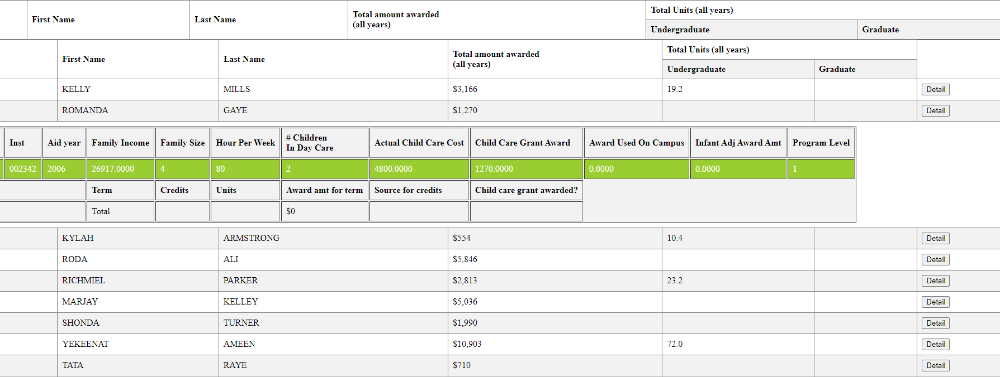 First Name Last Name Total amount awarded
(all years) Total Units (all years)
Undergraduate Graduate
First Name Last Name Total amount awarded
(all years) Total Units (all years)
Undergraduate Graduate
KELLY MILLS $3,166 19.2 Detail
ROMANDA GAYE $1,270 Detail
Inst Aid year Family Income Family Size Hour Per Week # Children
In Day Care Actual Child Care Cost Child Care Grant Award Award Used On Campus Infant Adj Award Amt Program Level
002342 2006 26917.0000 4 80 2 4800.0000 1270.0000 0.0000 0.0000 1
Term Credits Units Award amt for term Source for credits Child care grant awarded?
Total $0
KYLAH ARMSTRONG $554 10.4 Detail
RODA ALI $5,846 Detail
RICHMIEL PARKER $2,813 23.2 Detail
MARJAY KELLEY $5,036 Detail
SHONDA TURNER $1,990 Detail
YEKEENAT AMEEN $10,903 72.0 Detail
TATA RAYE $710 Detail